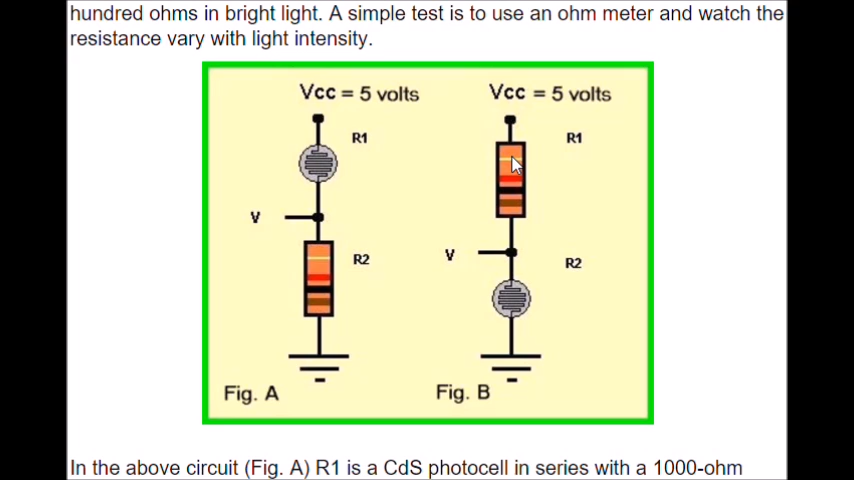 hundred ohms in bright light. A simple test is to use an ohm meter and watch the
resistance vary with light intensity.
Vcc = 5 volts
Vcc = 5 volts
R1
R1
V
R2
V
R2
Fig. A
Fig. B
In the above circuit (Fig. A) R1 is a CdS photocell in series with a 1000-ohm